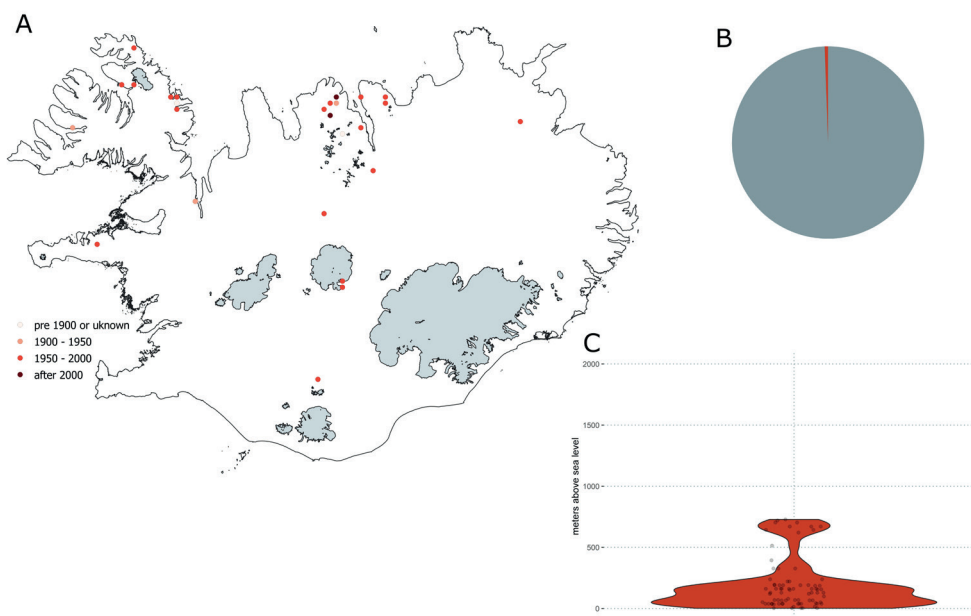 A
B
pre 1900 or uknown
1900 - 1950
1950 - 2000
after 2000
C
meters above sea level
2000
1500
1000
500
0